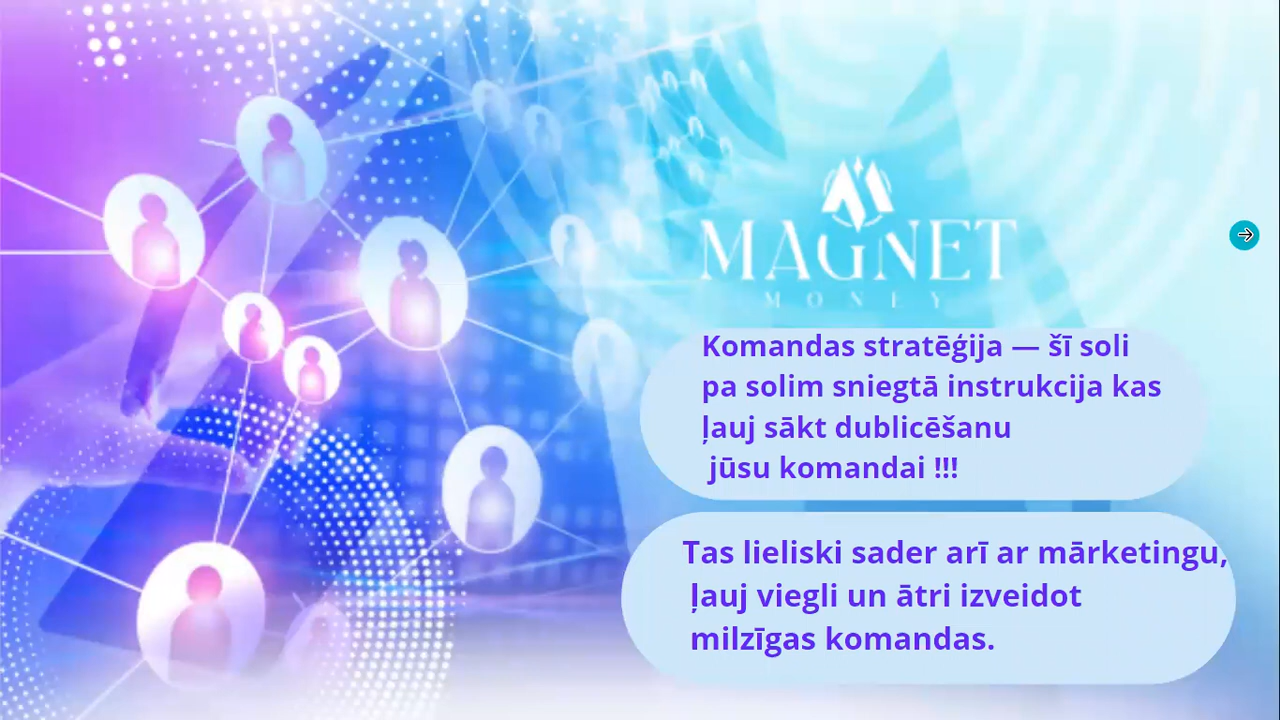 MAGNET
MONEY
Komandas stratēģija — šī soli
pa solim sniegtā instrukcija kas
ļauj sākt dublicēšanu
jūsu komandai !!!
Tas lieliski sader arī ar mārketingu,
ļauj viegli un ātri izveidot
milzīgas komandas.